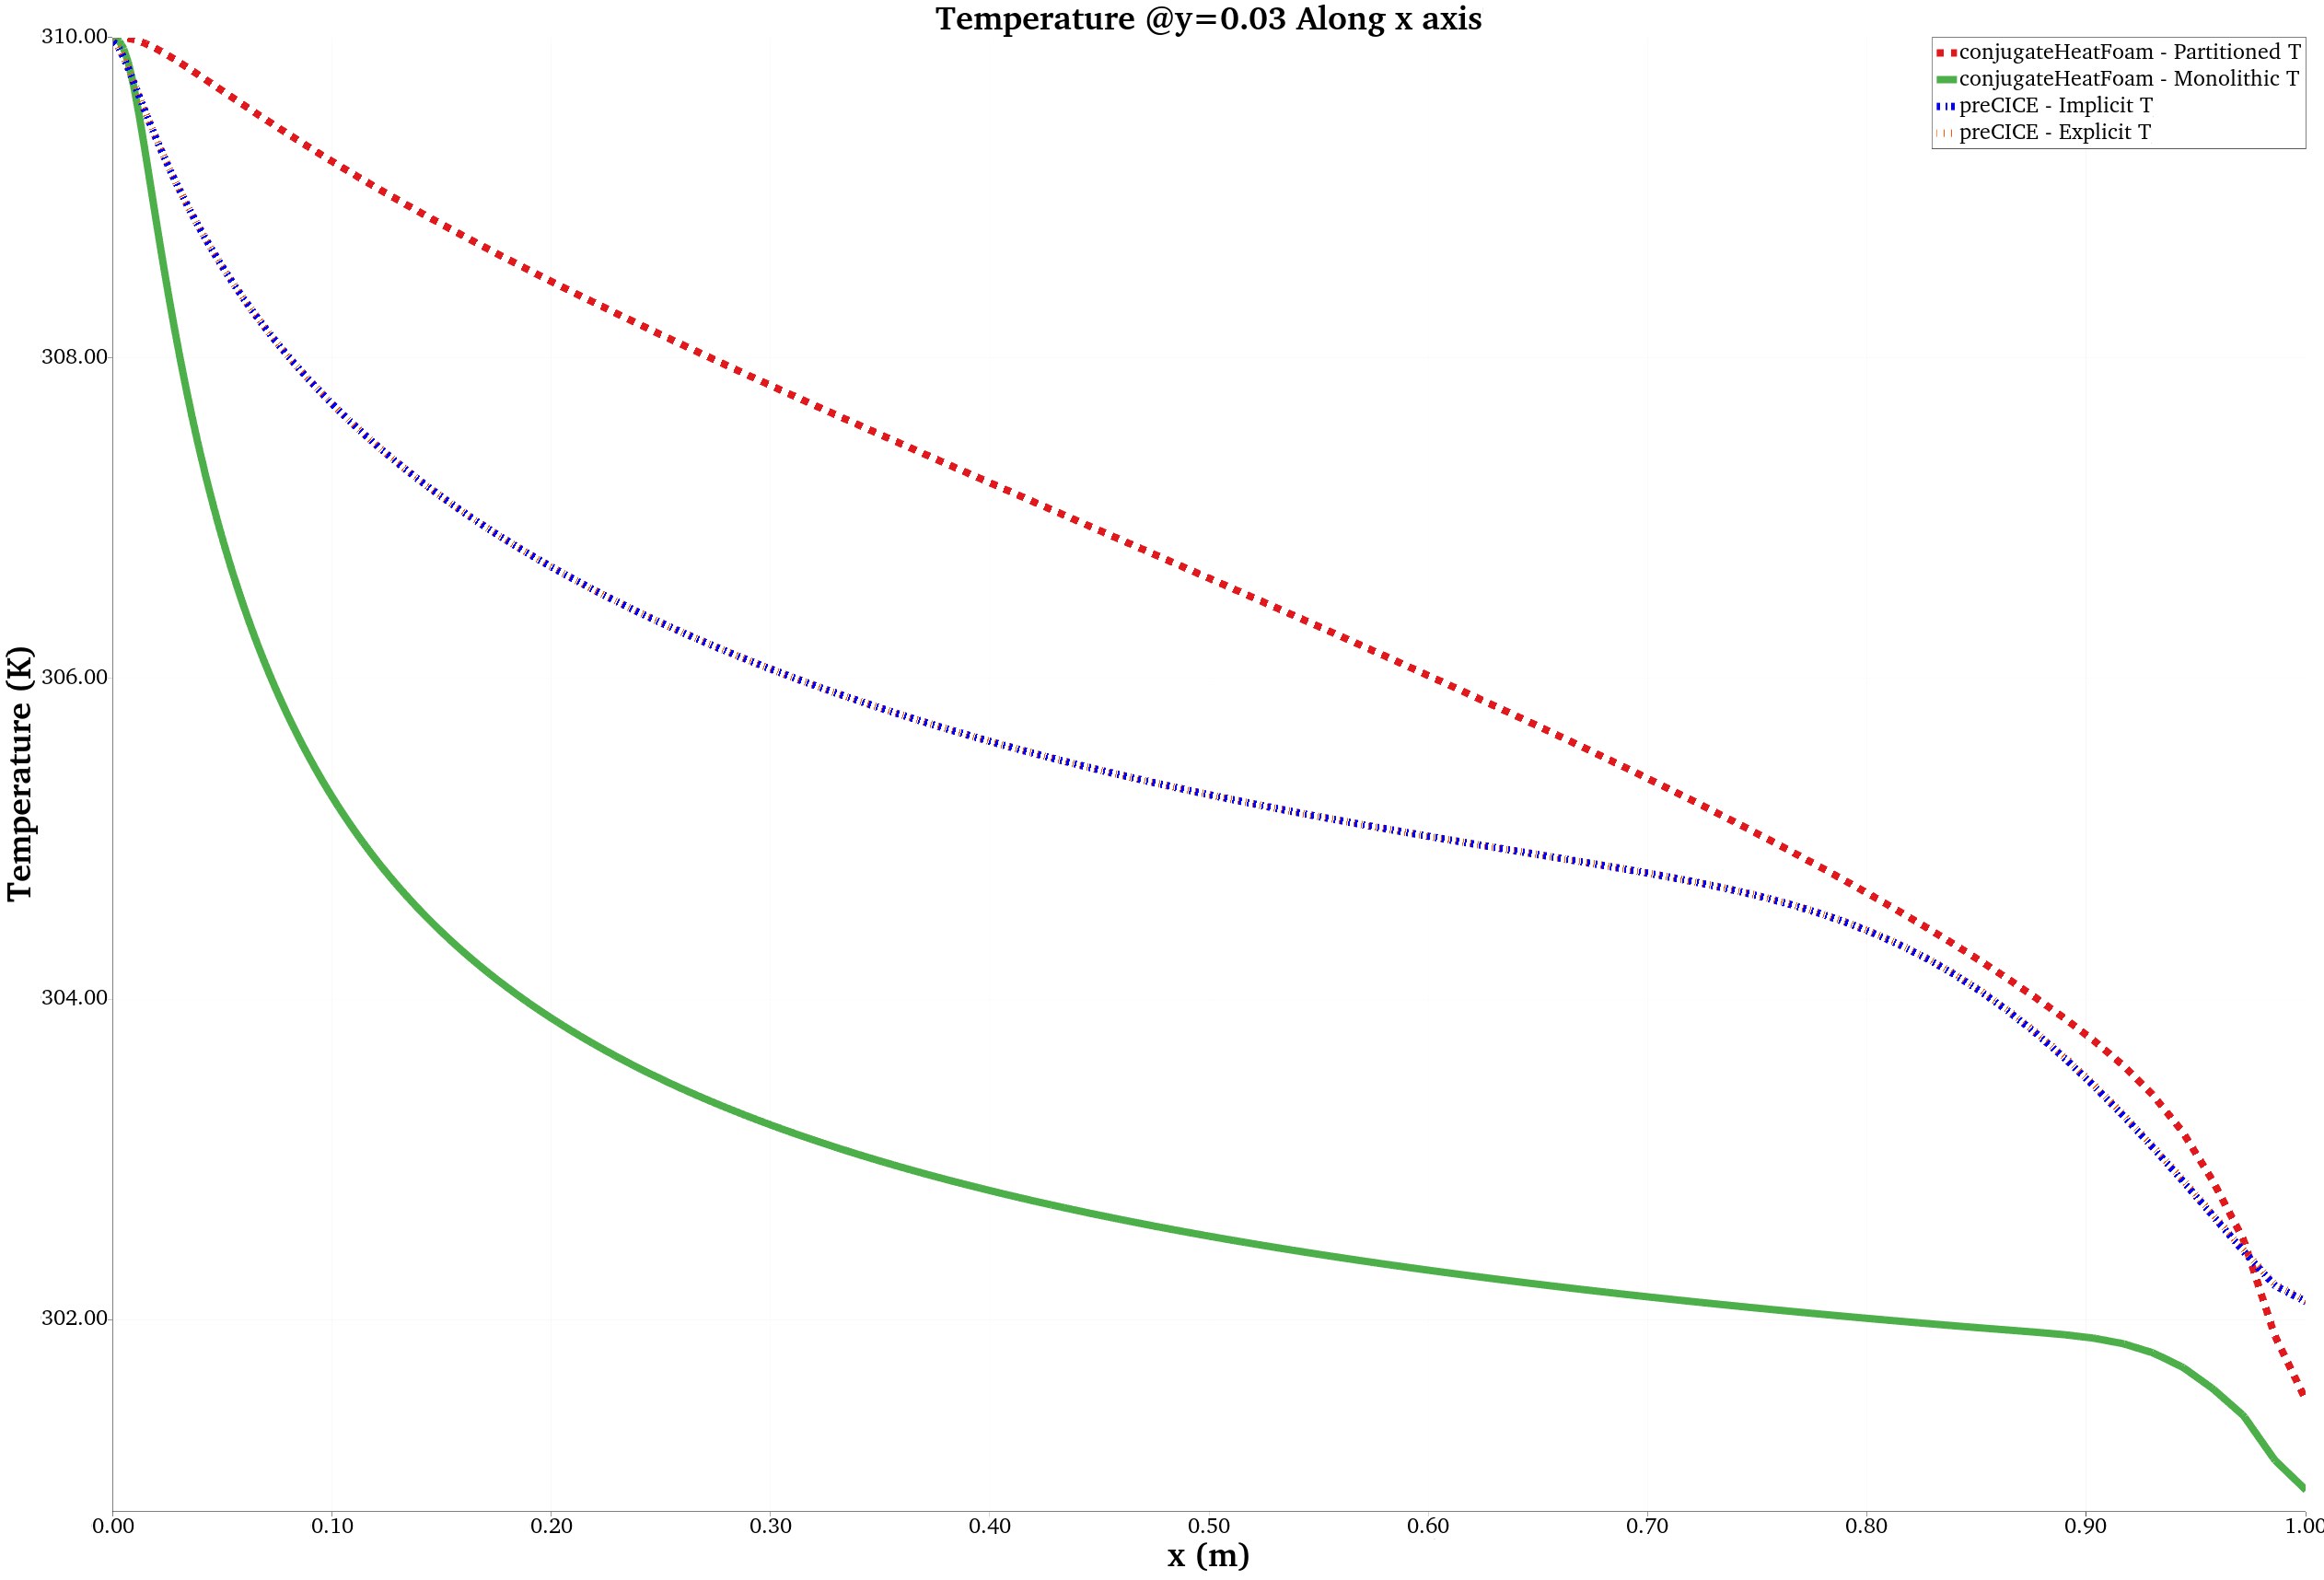 Temperature @y=0.03 Along x axis
conjugateHeatFoam - Partitioned T
conjugateHeatFoam - Monolithic T
preCICE - Implicit T
preCICE - Explicit T
Temperature (K)
310.00
308.00
306.00
304.00
302.00
0.00 0.10 0.20 0.30 0.40 0.50 0.60 0.70 0.80 0.90 1.00
x (m)